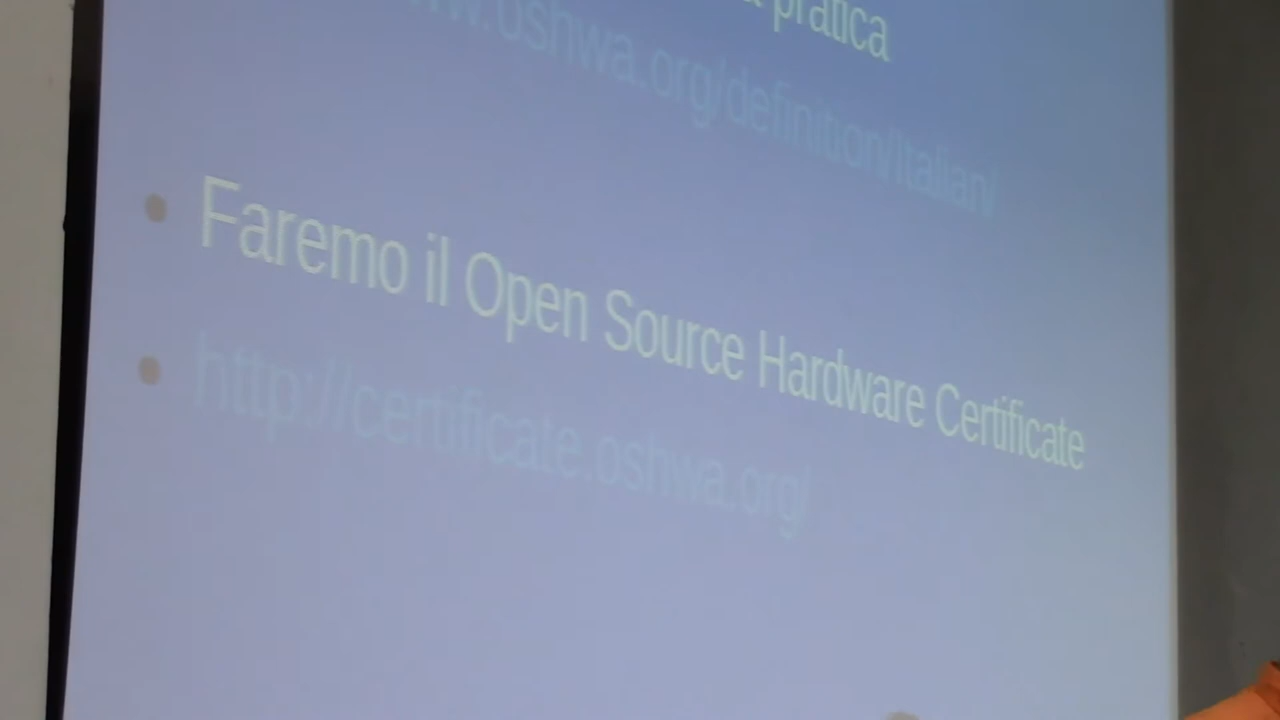 pratica
www.oshwa.org/definition/Italian/
Faremo il Open Source Hardware Certificate
http://certificate.oshwa.org/